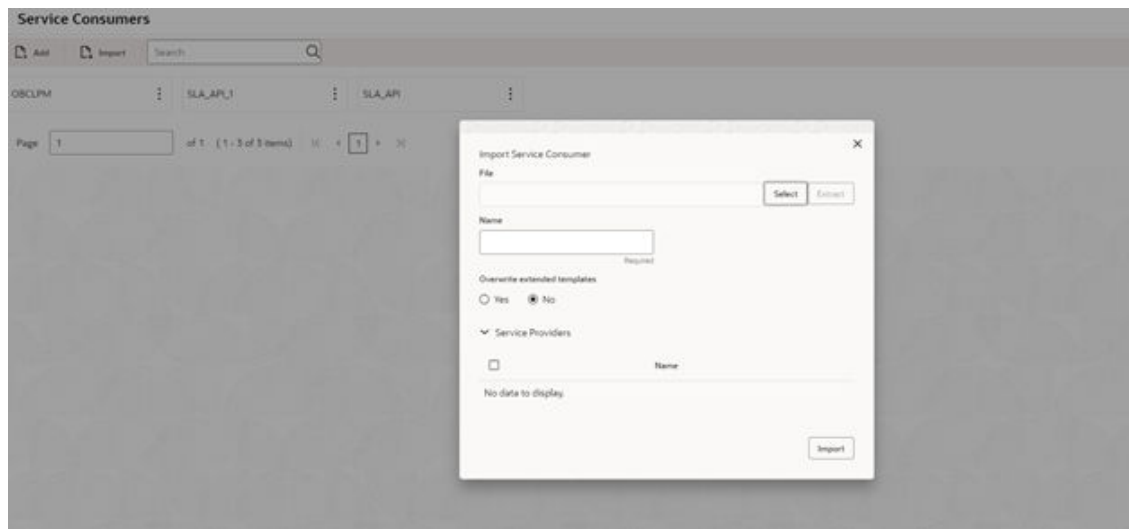 Service Consumers
Add Import Search
OBCLPM SLA_API_1 SLA_API
Page 1 of 1 (1-3 of 3 items) 1
Import Service Consumer
File
Select Extract
Name
Required
Overwrite extended templates
Yes No
Service Providers
Name
No data to display.
Import